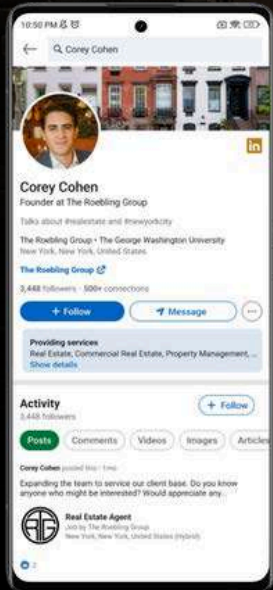 10:50 PM
Corey Cohen
in
Corey Cohen
Founder at The Roebling Group
Talks about #realestate and #newyorkcity
The Roebling Group • The George Washington University
New York, New York, United States
The Roebling Group
3,448 followers · 500+ connections
+ Follow
Message
Providing services
Real Estate, Commercial Real Estate, Property Management, ...
Show details
Activity
+ Follow
3,448 followers
Posts
Comments
Videos
Images
Article
Corey Cohen posted this · 1mo
Expanding the team to service our client base. Do you know
anyone who might be interested? Would appreciate any...
RTG
Real Estate Agent
Job by The Roebling Group
New York, New York, United States (Hybrid)
2